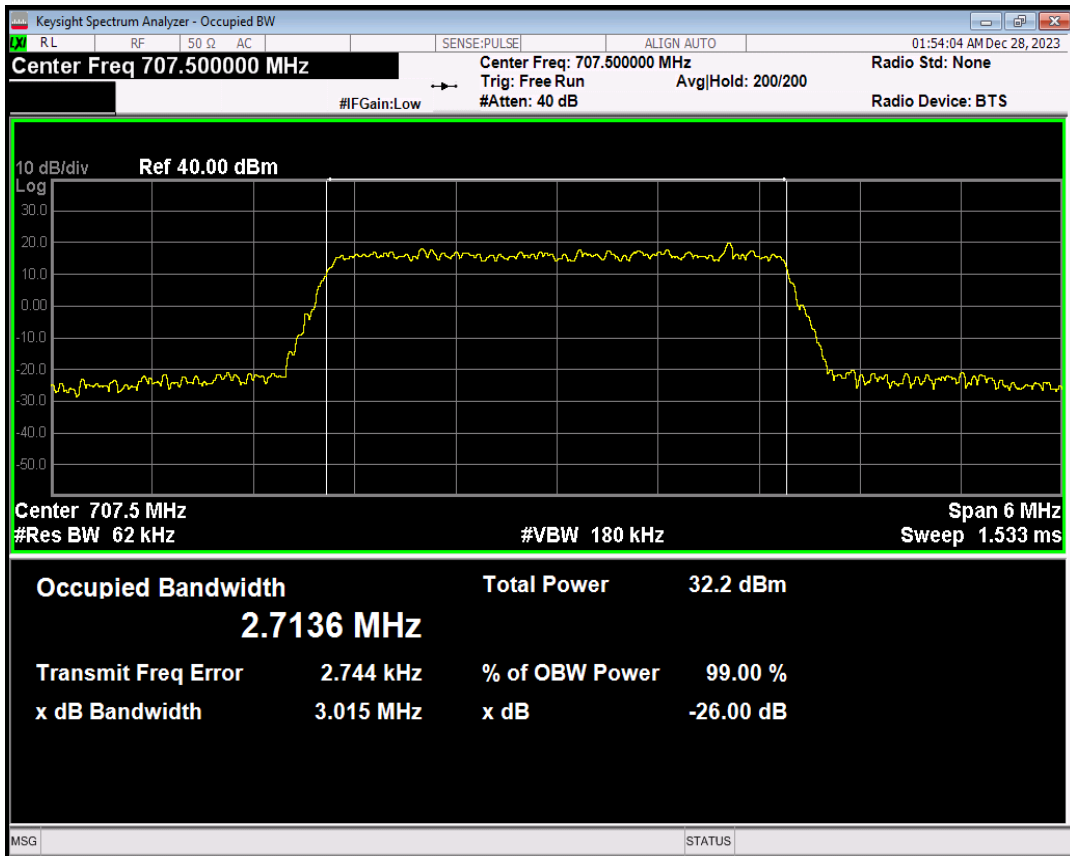 Keysight Spectrum Analyzer - Occupied BW
LXI RL RF 50 Ω AC SENSE:PULSE ALIGN AUTO 01:54:04 AM Dec 28, 2023
Center Freq 707.500000 MHz Center Freq: 707.500000 MHz Radio Std: None
Trig: Free Run Avg|Hold: 200/200
#IFGain:Low #Atten: 40 dB Radio Device: BTS
10 dB/div Ref 40.00 dBm
Log
30.0
20.0
10.0
0.00
-10.0
-20.0
-30.0
-40.0
-50.0
Center 707.5 MHz Span 6 MHz
#Res BW 62 kHz #VBW 180 kHz Sweep 1.533 ms
Occupied Bandwidth Total Power 32.2 dBm
2.7136 MHz
Transmit Freq Error 2.744 kHz % of OBW Power 99.00 %
x dB Bandwidth 3.015 MHz x dB -26.00 dB
MSG STATUS